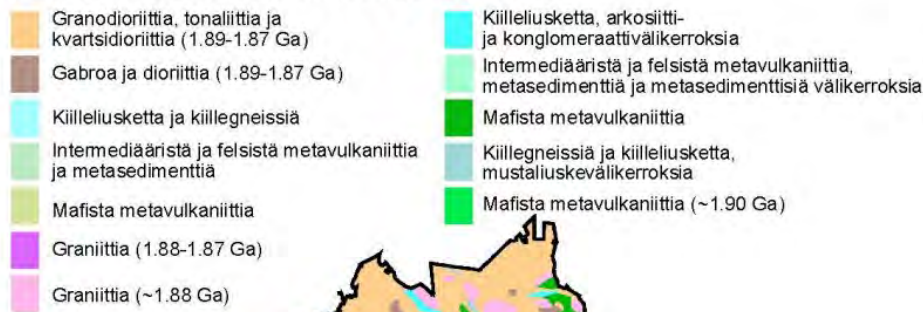 Granodioriittia, tonaliittia ja
kvartsidioriittia (1.89-1.87 Ga)
Gabroa ja dioriittia (1.89-1.87 Ga)
Kiilleliusketta ja kiillegneissiä
Intermediääristä ja felsistä metavulkaniittia
ja metasedimenttiä
Mafista metavulkaniittia
Graniittia (1.88-1.87 Ga)
Graniittia (~1.88 Ga)
Kiilleliusketta, arkosiitti-
ja konglomeraattivälikerroksia
Intermediääristä ja felsistä metavulkaniittia,
metasedimenttiä ja metasedimenttisiä välikerroksia
Mafista metavulkaniittia
Kiillegneissiä ja kiilleliusketta,
mustaliuskevälikerroksia
Mafista metavulkaniittia (~1.90 Ga)